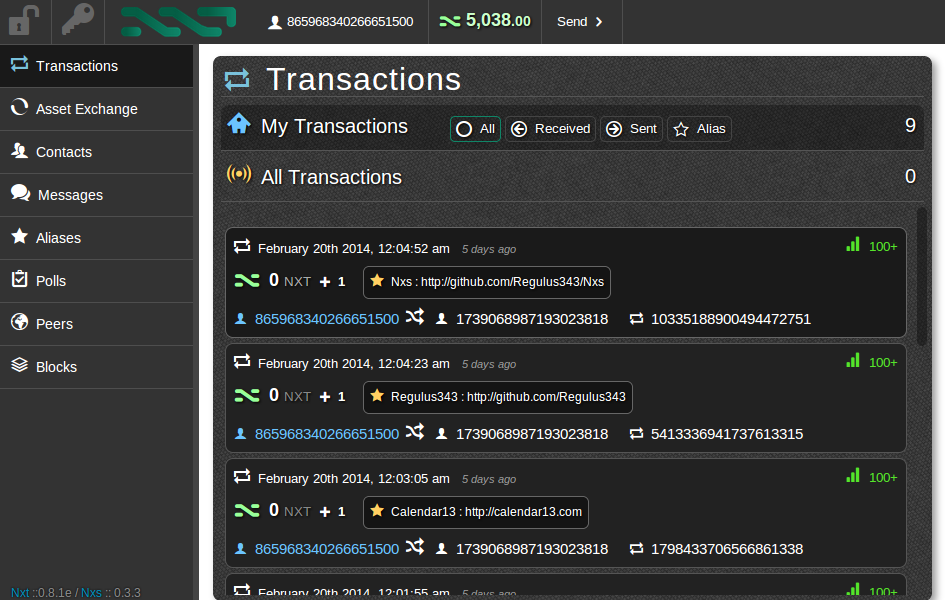 865968340266651500 5,038.00 Send
Transactions
Asset Exchange
Contacts
Messages
Aliases
Polls
Peers
Blocks
Nxt ::0.8.1e / Nxs :: 0.3.3
Transactions
My Transactions All Received Sent Alias 9
All Transactions 0
February 20th 2014, 12:04:52 am 5 days ago 100+
0 NXT + 1 Nxs : http://github.com/Regulus343/Nxs
865968340266651500 1739068987193023818 10335188900494472751
February 20th 2014, 12:04:23 am 5 days ago 100+
0 NXT + 1 Regulus343 : http://github.com/Regulus343
865968340266651500 1739068987193023818 5413336941737613315
February 20th 2014, 12:03:05 am 5 days ago 100+
0 NXT + 1 Calendar13 : http://calendar13.com
865968340266651500 1739068987193023818 1798433706566861338
February 20th 2014, 12:01:55 am 5 days ago 100+